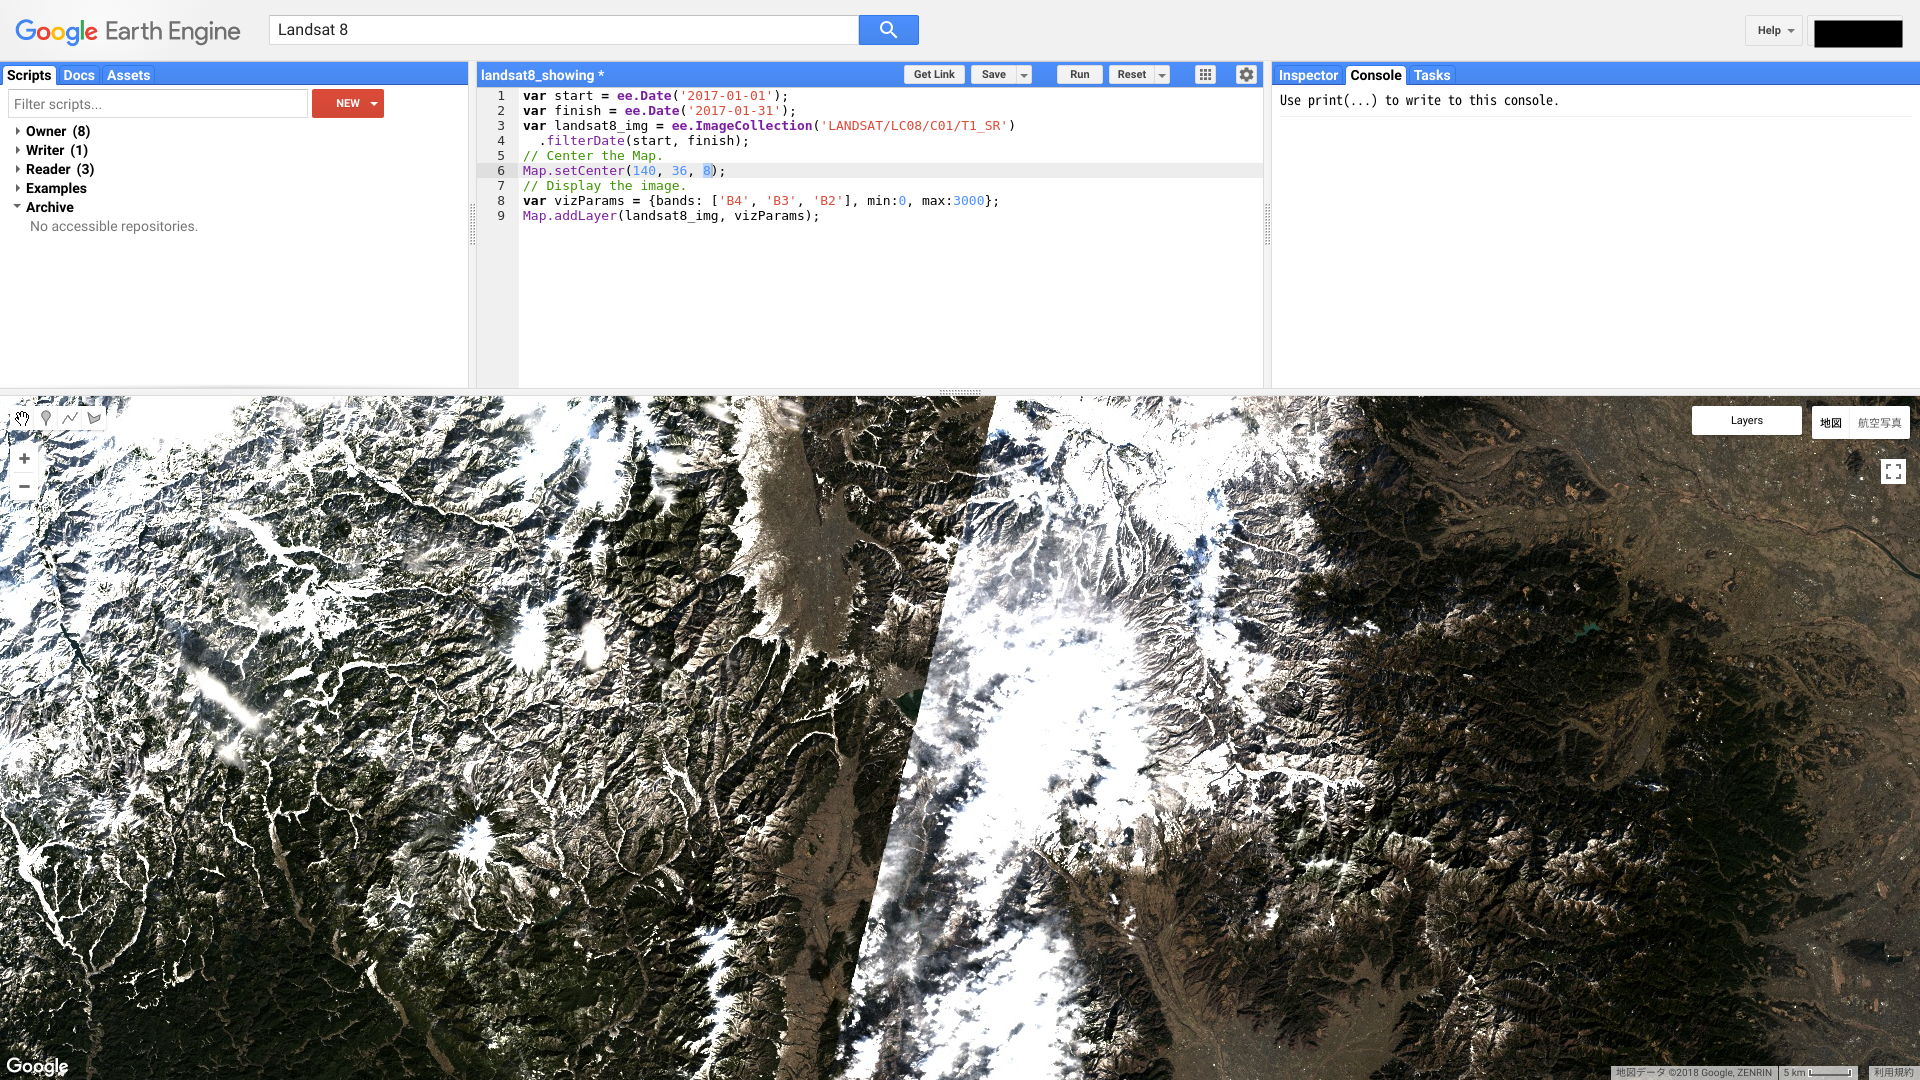 Google Earth Engine
Landsat 8
Help
Scripts Docs Assets
Filter scripts...
NEW
Owner (8)
Writer (1)
Reader (3)
Examples
Archive
No accessible repositories.
landsat8_showing *
Get Link Save Run Reset
1 var start = ee.Date('2017-01-01');
2 var finish = ee.Date('2017-01-31');
3 var landsat8_img = ee.ImageCollection('LANDSAT/LC08/C01/T1_SR')
4 .filterDate(start, finish);
5 // Center the Map.
6 Map.setCenter(140, 36, 8);
7 // Display the image.
8 var vizParams = {bands: ['B4', 'B3', 'B2'], min:0, max:3000};
9 Map.addLayer(landsat8_img, vizParams);
Inspector Console Tasks
Use print(...) to write to this console.
Layers
地図 航空写真
Google
地図データ ©2018 Google, ZENRIN 5 km 利用規約